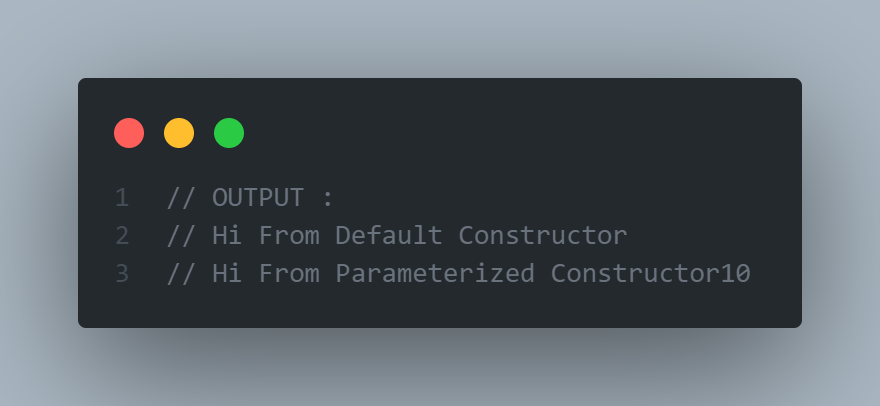 1 // OUTPUT :
2 // Hi From Default Constructor
3 // Hi From Parameterized Constructor10